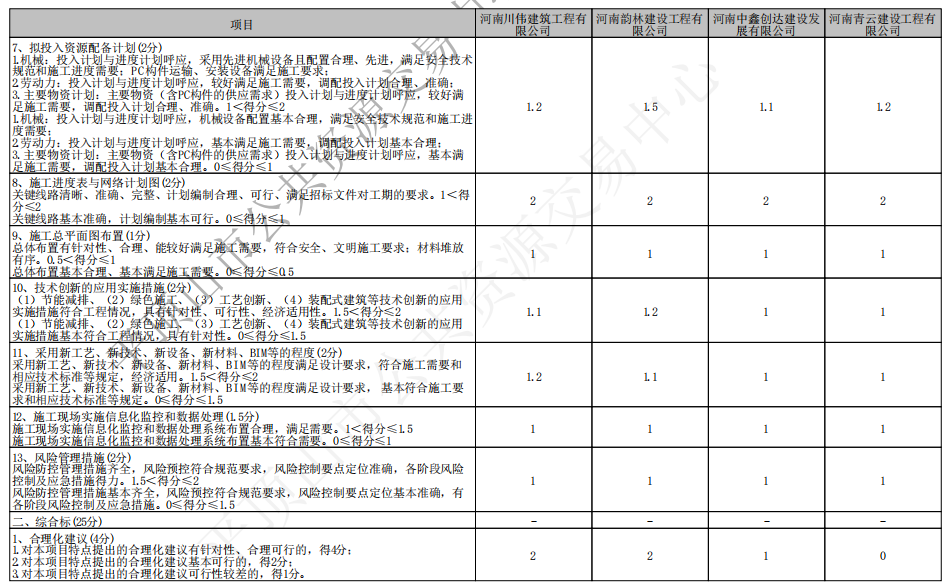 项目
河南川伟建筑工程有
限公司
河南韵林建设工程有
限公司
河南中鑫创达建设发
展有限公司
河南青云建设工程有
限公司
7、拟投入资源配备计划(2分)
1.机械：投入计划与进度计划呼应，采用先进机械设备且配置合理、先进，满足安全技术
规范和施工进度需要；PC构件运输、安装设备满足施工要求；
2.劳动力：投入计划与进度计划呼应，较好满足施工需要，调配投入计划合理、准确；
3.主要物资计划：主要物资（含PC构件的供应需求）投入计划与进度计划呼应，较好满
足施工需要，调配投入计划合理、准确。1＜得分≤2
1.机械：投入计划与进度计划呼应，机械设备配置基本合理，满足安全技术规范和施工进
度需要；
2.劳动力：投入计划与进度计划呼应，基本满足施工需要，调配投入计划基本合理；
3.主要物资计划：主要物资（含PC构件的供应需求）投入计划与进度计划呼应，基本满
足施工需要，调配投入计划基本合理。0≤得分≤1
1.2
1.5
1.1
1.2
8、施工进度表与网络计划图(2分)
关键线路清晰、准确、完整、计划编制合理、可行、满足招标文件对工期的要求。1＜得
分≤2
关键线路基本准确，计划编制基本可行。0≤得分≤1
2
2
2
2
9、施工总平面图布置(1分)
总体布置有针对性、合理、能较好满足施工需要，符合安全、文明施工要求；材料堆放
有序。0.5＜得分≤1
总体布置基本合理、基本满足施工需要。0≤得分≤0.5
1
1
1
1
10、技术创新的应用实施措施(2分)
（1）节能减排、（2）绿色施工、（3）工艺创新、（4）装配式建筑等技术创新的应用
实施措施符合工程情况，具有针对性、可行性、经济适用性。1.5＜得分≤2
（1）节能减排、（2）绿色施工、（3）工艺创新、（4）装配式建筑等技术创新的应用
实施措施基本符合工程情况，具有针对性。0≤得分≤1.5
1.1
1.2
1
1
11、采用新工艺、新技术、新设备、新材料、BIM等的程度(2分)
采用新工艺、新技术、新设备、新材料、BIM等的程度满足设计要求，符合施工需要和
相应技术标准等规定，经济适用。1.5＜得分≤2
采用新工艺、新技术、新设备、新材料、BIM等的程度满足设计要求， 基本符合施工要
求和相应技术标准等规定。0≤得分≤1.5
1.2
1.1
1
1
12、施工现场实施信息化监控和数据处理(1.5分)
施工现场实施信息化监控和数据处理系统布置合理，满足需要。1＜得分≤1.5
施工现场实施信息化监控和数据处理系统布置基本符合需要。0≤得分≤1
1
1
1
1
13、风险管理措施(2分)
风险防控管理措施齐全，风险预控符合规范要求，风险控制要点定位准确，各阶段风险
控制及应急措施得力。1.5＜得分≤2
风险防控管理措施基本齐全，风险预控符合规范要求，风险控制要点定位基本准确，有
各阶段风险控制及应急措施。0≤得分≤1.5
1
1
1
1
二、综合标(25分)
-
-
-
-
1、合理化建议(4分)
1.对本项目特点提出的合理化建议有针对性、合理可行的，得4分；
2.对本项目特点提出的合理化建议基本可行的，得2分；
3.对本项目特点提出的合理化建议可行性较差的，得1分。
2
2
1
0
平顶山市公共资源交易中心
平顶山市公共资源交易中心